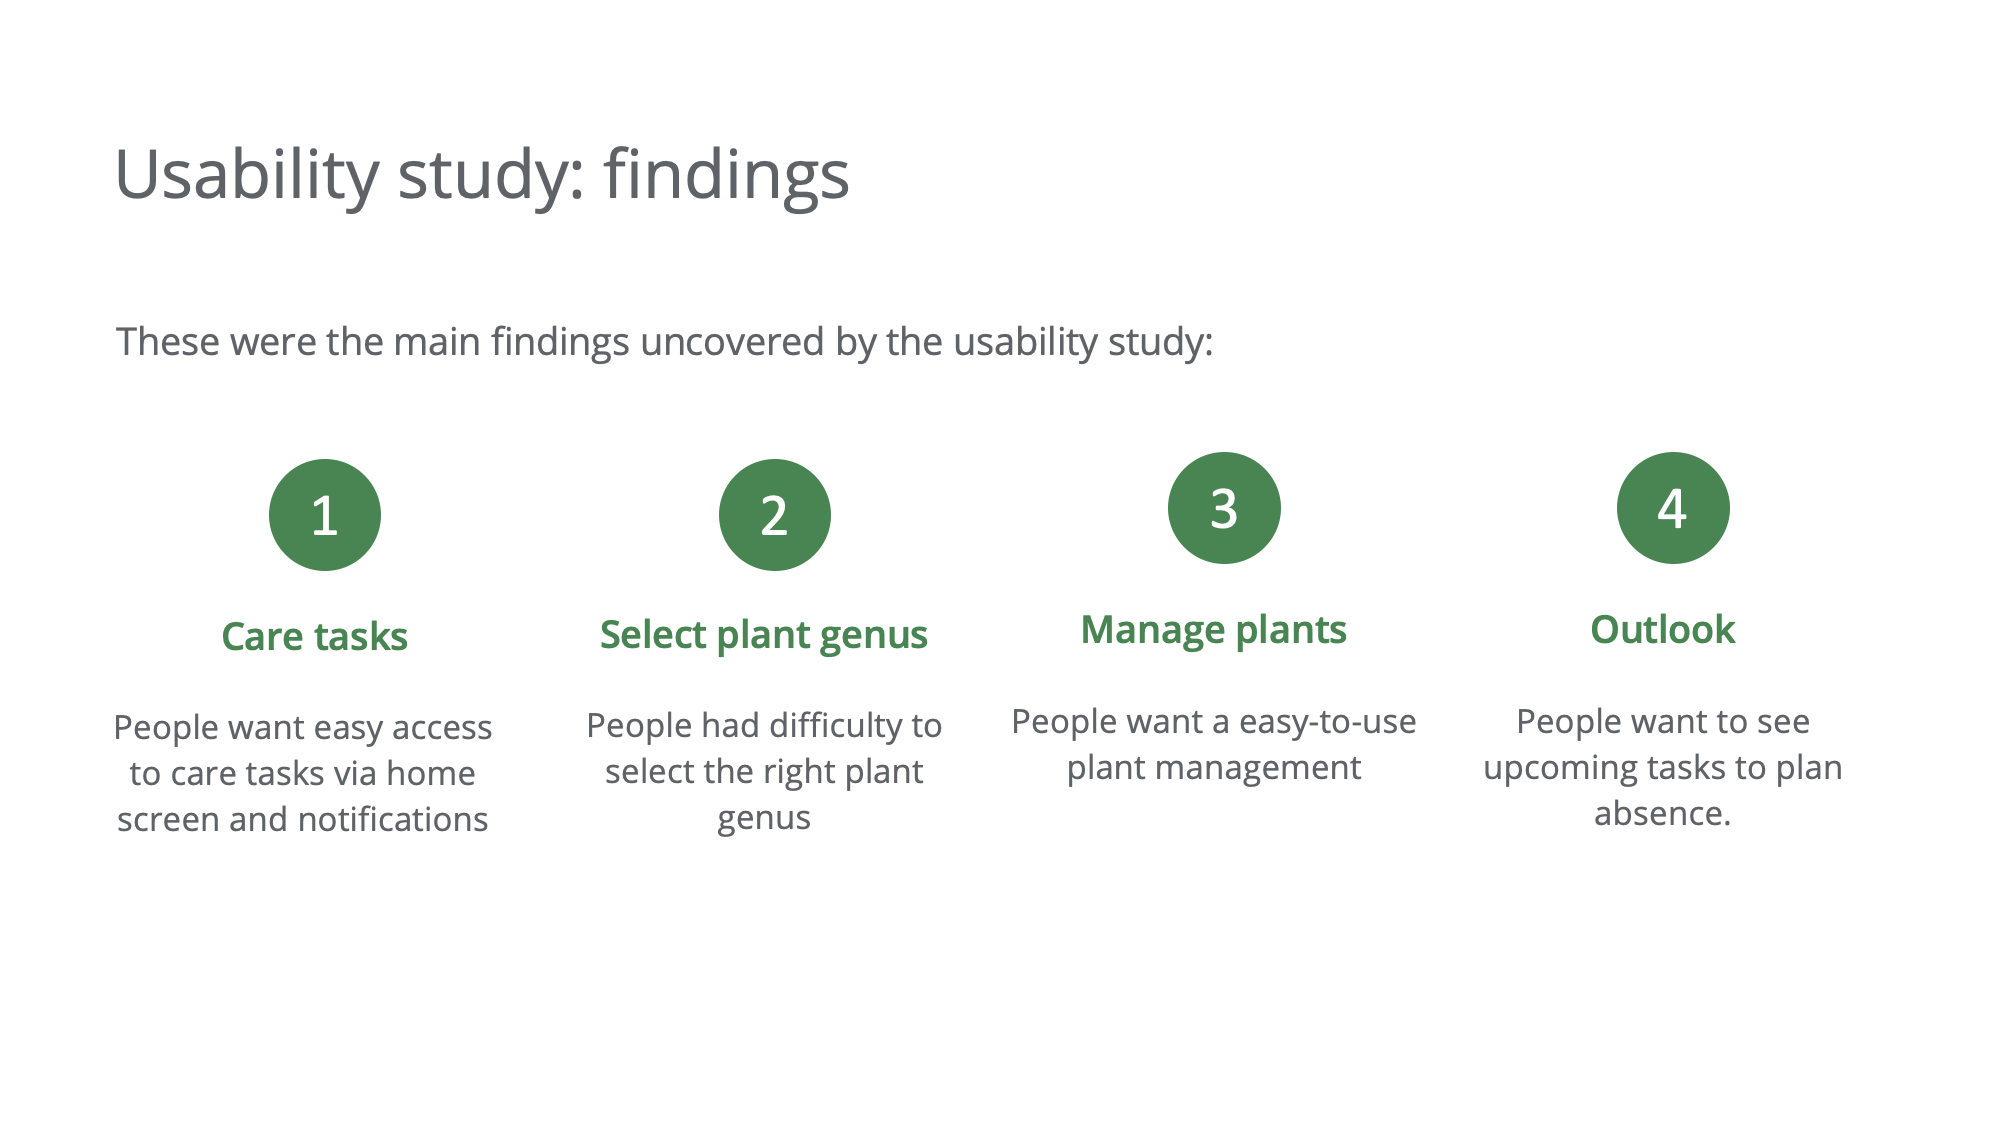 Usability study: findings
These were the main findings uncovered by the usability study:
1
Care tasks
People want easy access
to care tasks via home
screen and notifications
2
Select plant genus
People had difficulty to
select the right plant
genus
3
Manage plants
People want a easy-to-use
plant management
4
Outlook
People want to see
upcoming tasks to plan
absence.